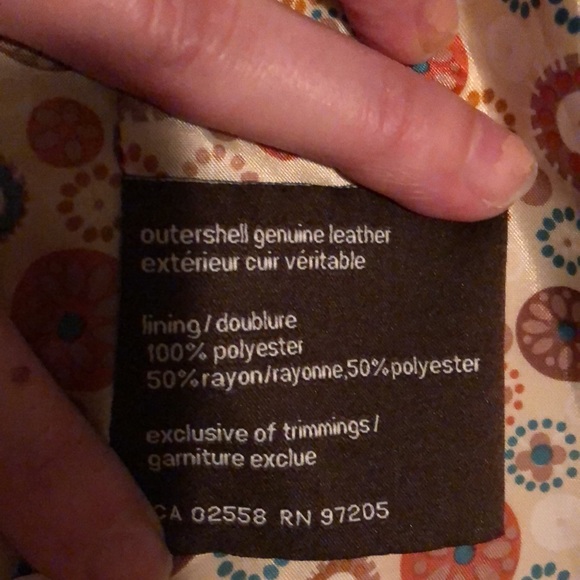 outershell genuine leather
extérieur cuir véritable
lining / doublure
100% polyester
50% rayon/rayonne,50% polyester
exclusive of trimmings /
garniture exclue
CA 02558 RN 97205